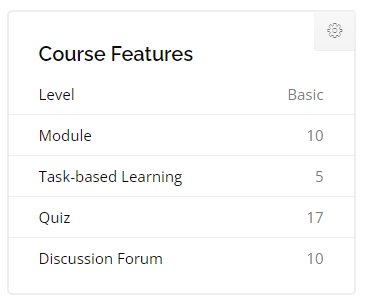 Course Features
Level Basic
Module 10
Task-based Learning 5
Quiz 17
Discussion Forum 10